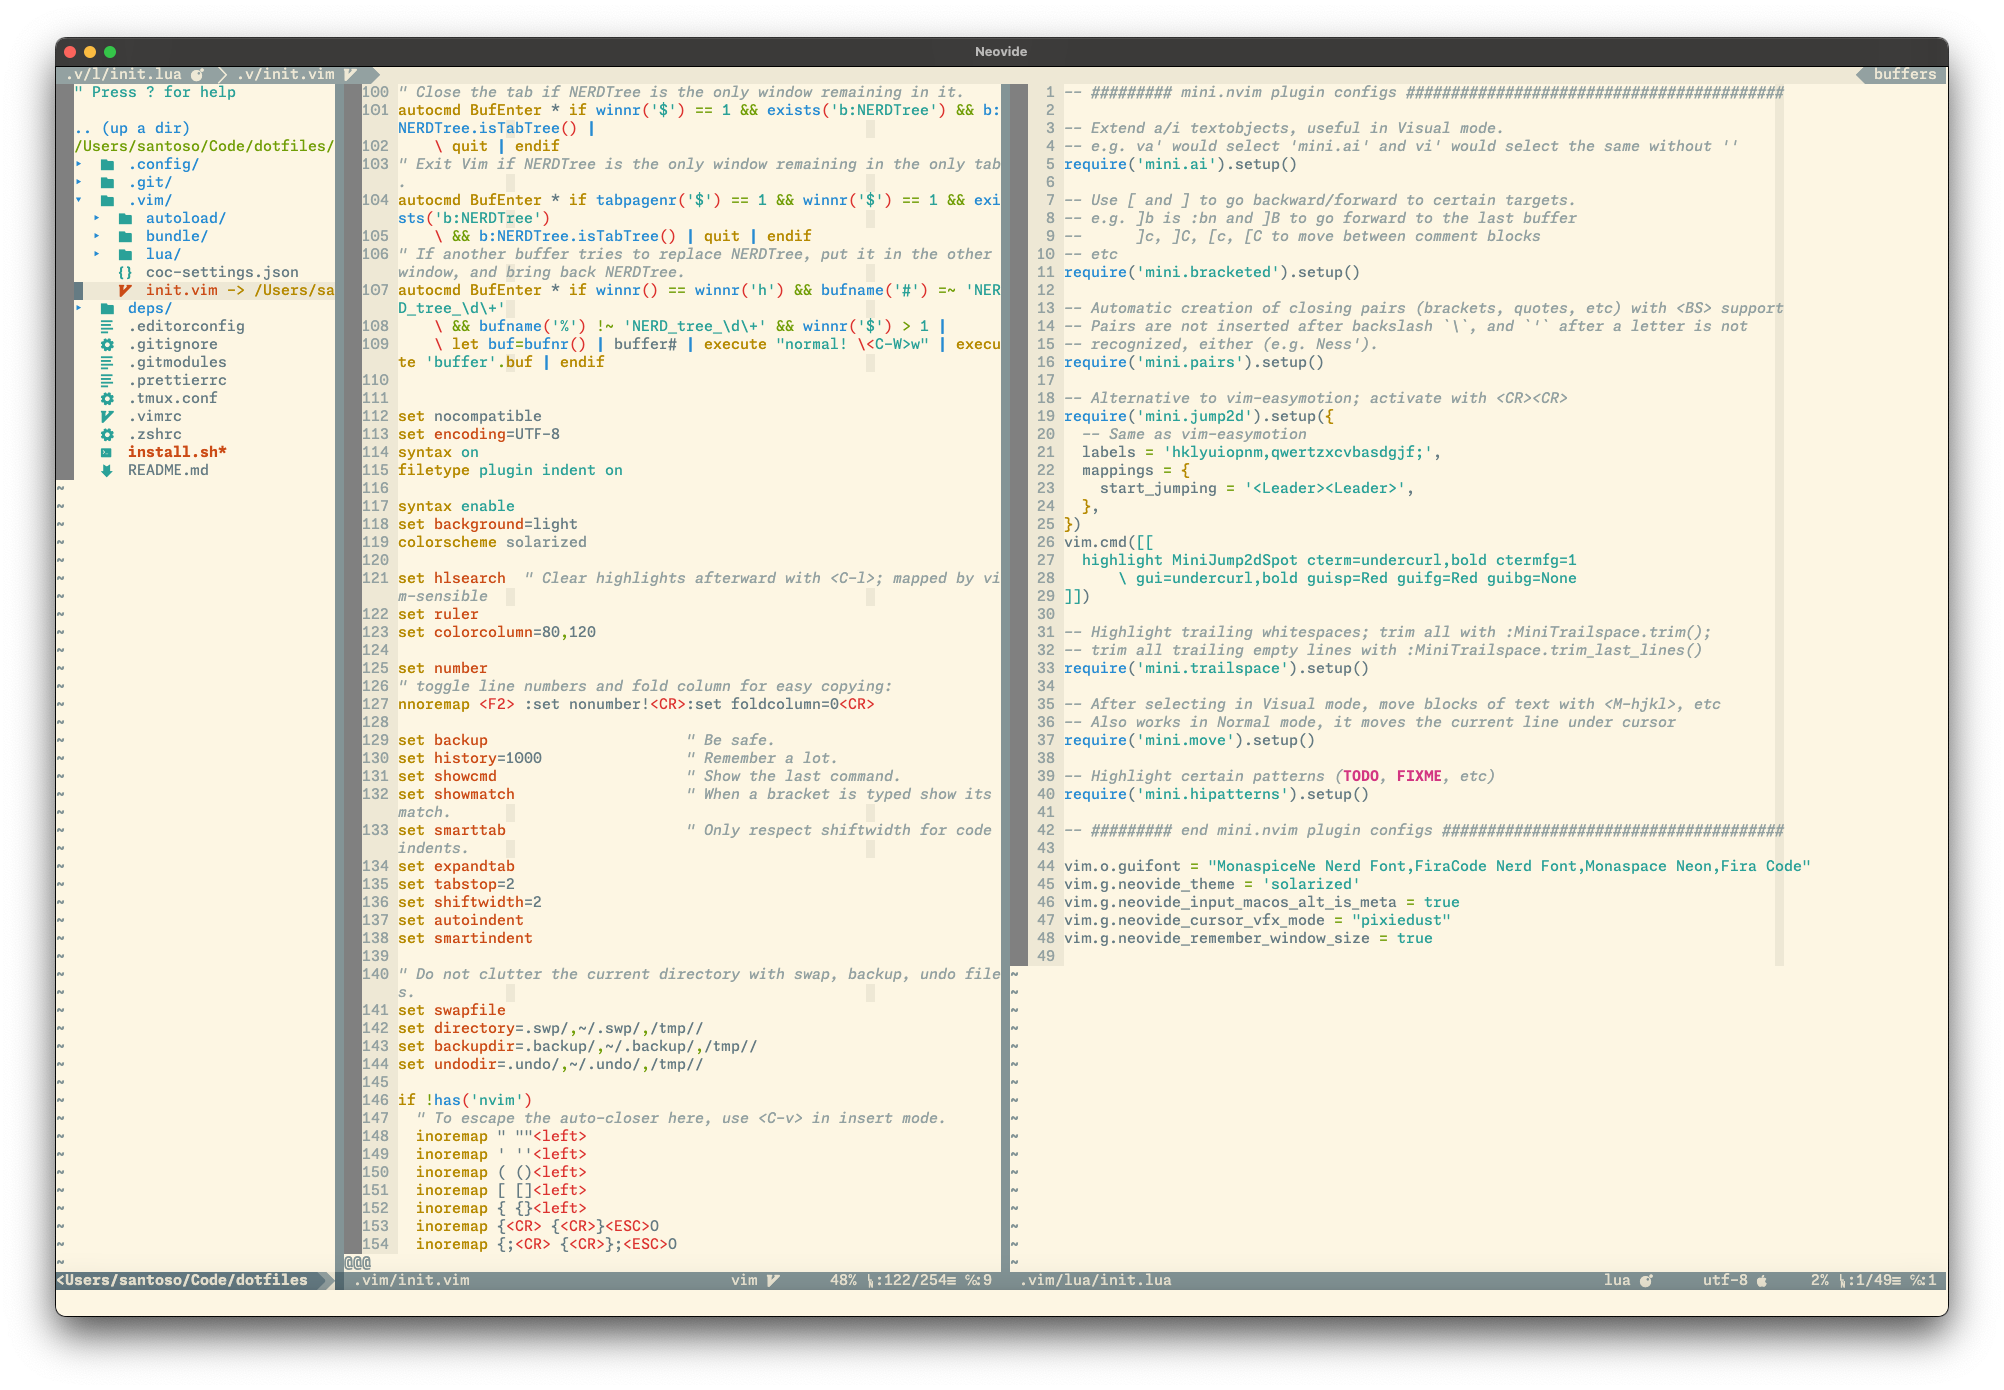 Neovide
.v/l/init.lua .v/init.vim buffers
" Press ? for help
.. (up a dir)
/Users/santoso/Code/dotfiles/
▸ .config/
▸ .git/
▾ .vim/
▸ autoload/
▸ bundle/
▸ lua/
{} coc-settings.json
init.vim -> /Users/sa
▸ deps/
.editorconfig
.gitignore
.gitmodules
.prettierrc
.tmux.conf
.vimrc
.zshrc
install.sh*
README.md
<Users/santoso/Code/dotfiles
100 " Close the tab if NERDTree is the only window remaining in it.
101 autocmd BufEnter * if winnr('$') == 1 && exists('b:NERDTree') && b:
NERDTree.isTabTree() |
102     \ quit | endif
103 " Exit Vim if NERDTree is the only window remaining in the only tab
.
104 autocmd BufEnter * if tabpagenr('$') == 1 && winnr('$') == 1 && exi
sts('b:NERDTree')
105     \ && b:NERDTree.isTabTree() | quit | endif
106 " If another buffer tries to replace NERDTree, put it in the other
window, and bring back NERDTree.
107 autocmd BufEnter * if winnr() == winnr('h') && bufname('#') =~ 'NER
D_tree_\d\+'
108     \ && bufname('%') !~ 'NERD_tree_\d\+' && winnr('$') > 1 |
109     \ let buf=bufnr() | buffer# | execute "normal! \<C-W>w" | execu
te 'buffer'.buf | endif
110
111
112 set nocompatible
113 set encoding=UTF-8
114 syntax on
115 filetype plugin indent on
116
117 syntax enable
118 set background=light
119 colorscheme solarized
120
121 set hlsearch  " Clear highlights afterward with <C-l>; mapped by vi
m-sensible
122 set ruler
123 set colorcolumn=80,120
124
125 set number
126 " toggle line numbers and fold column for easy copying:
127 nnoremap <F2> :set nonumber!<CR>:set foldcolumn=0<CR>
128
129 set backup                      " Be safe.
130 set history=1000                " Remember a lot.
131 set showcmd                     " Show the last command.
132 set showmatch                   " When a bracket is typed show its
match.
133 set smarttab                    " Only respect shiftwidth for code
indents.
134 set expandtab
135 set tabstop=2
136 set shiftwidth=2
137 set autoindent
138 set smartindent
139
140 " Do not clutter the current directory with swap, backup, undo file
s.
141 set swapfile
142 set directory=.swp/,~/.swp/,/tmp//
143 set backupdir=.backup/,~/.backup/,/tmp//
144 set undodir=.undo/,~/.undo/,/tmp//
145
146 if !has('nvim')
147   " To escape the auto-closer here, use <C-v> in insert mode.
148   inoremap " ""<left>
149   inoremap ' ''<left>
150   inoremap ( ()<left>
151   inoremap [ []<left>
152   inoremap { {}<left>
153   inoremap {<CR> {<CR>}<ESC>O
154   inoremap {;<CR> {<CR>};<ESC>O
@@@
.vim/init.vim vim 48% :122/254≡ ℅:9
1 -- ######### mini.nvim plugin configs ##########################################
2
3 -- Extend a/i textobjects, useful in Visual mode.
4 -- e.g. va' would select 'mini.ai' and vi' would select the same without ''
5 require('mini.ai').setup()
6
7 -- Use [ and ] to go backward/forward to certain targets.
8 -- e.g. ]b is :bn and ]B to go forward to the last buffer
9 --      ]c, ]C, [c, [C to move between comment blocks
10 -- etc
11 require('mini.bracketed').setup()
12
13 -- Automatic creation of closing pairs (brackets, quotes, etc) with <BS> support
14 -- Pairs are not inserted after backslash `\`, and `'` after a letter is not
15 -- recognized, either (e.g. Ness').
16 require('mini.pairs').setup()
17
18 -- Alternative to vim-easymotion; activate with <CR><CR>
19 require('mini.jump2d').setup({
20   -- Same as vim-easymotion
21   labels = 'hklyuiopnm,qwertzxcvbasdgjf;',
22   mappings = {
23     start_jumping = '<Leader><Leader>',
24   },
25 })
26 vim.cmd([[
27   highlight MiniJump2dSpot cterm=undercurl,bold ctermfg=1
28       \ gui=undercurl,bold guisp=Red guifg=Red guibg=None
29 ]])
30
31 -- Highlight trailing whitespaces; trim all with :MiniTrailspace.trim();
32 -- trim all trailing empty lines with :MiniTrailspace.trim_last_lines()
33 require('mini.trailspace').setup()
34
35 -- After selecting in Visual mode, move blocks of text with <M-hjkl>, etc
36 -- Also works in Normal mode, it moves the current line under cursor
37 require('mini.move').setup()
38
39 -- Highlight certain patterns (TODO, FIXME, etc)
40 require('mini.hipatterns').setup()
41
42 -- ######### end mini.nvim plugin configs ######################################
43
44 vim.o.guifont = "MonaspiceNe Nerd Font,FiraCode Nerd Font,Monaspace Neon,Fira Code"
45 vim.g.neovide_theme = 'solarized'
46 vim.g.neovide_input_macos_alt_is_meta = true
47 vim.g.neovide_cursor_vfx_mode = "pixiedust"
48 vim.g.neovide_remember_window_size = true
49
.vim/lua/init.lua lua utf-8 2% :1/49≡ ℅:1